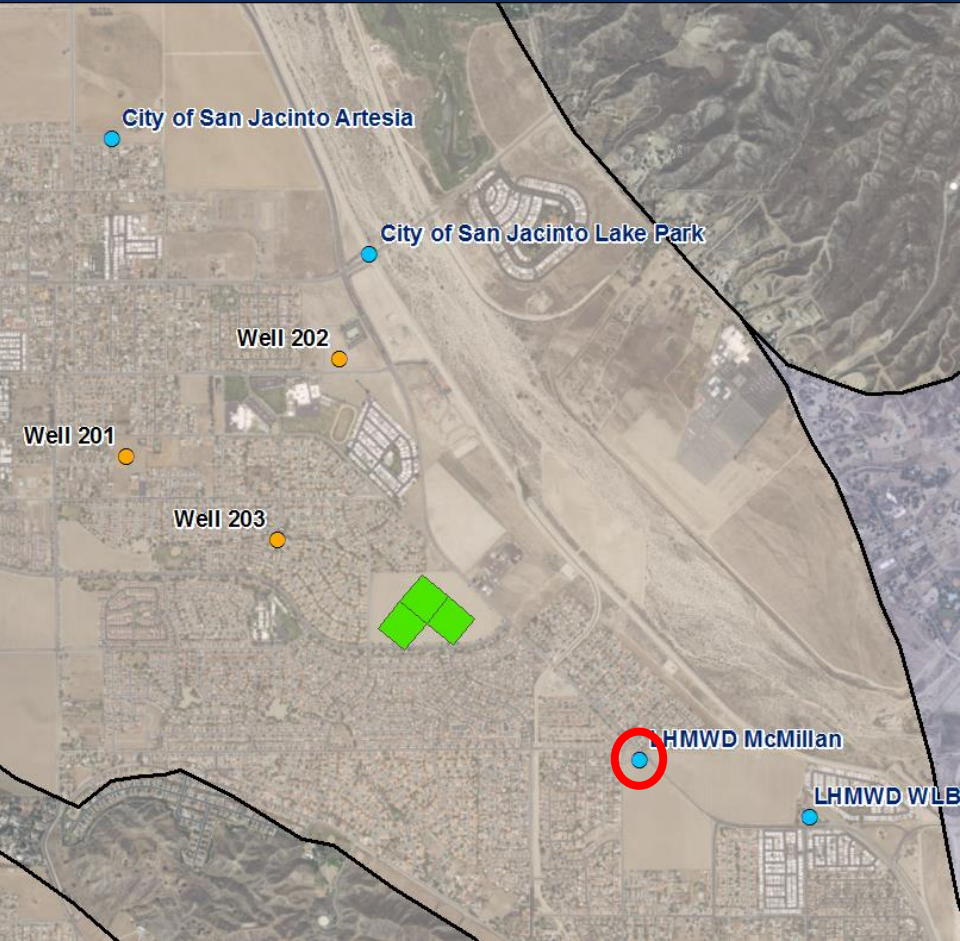 City of San Jacinto Artesia
City of San Jacinto Lake Park
Well 202
Well 201
Well 203
LHMWD McMillan
LHMWD WLB